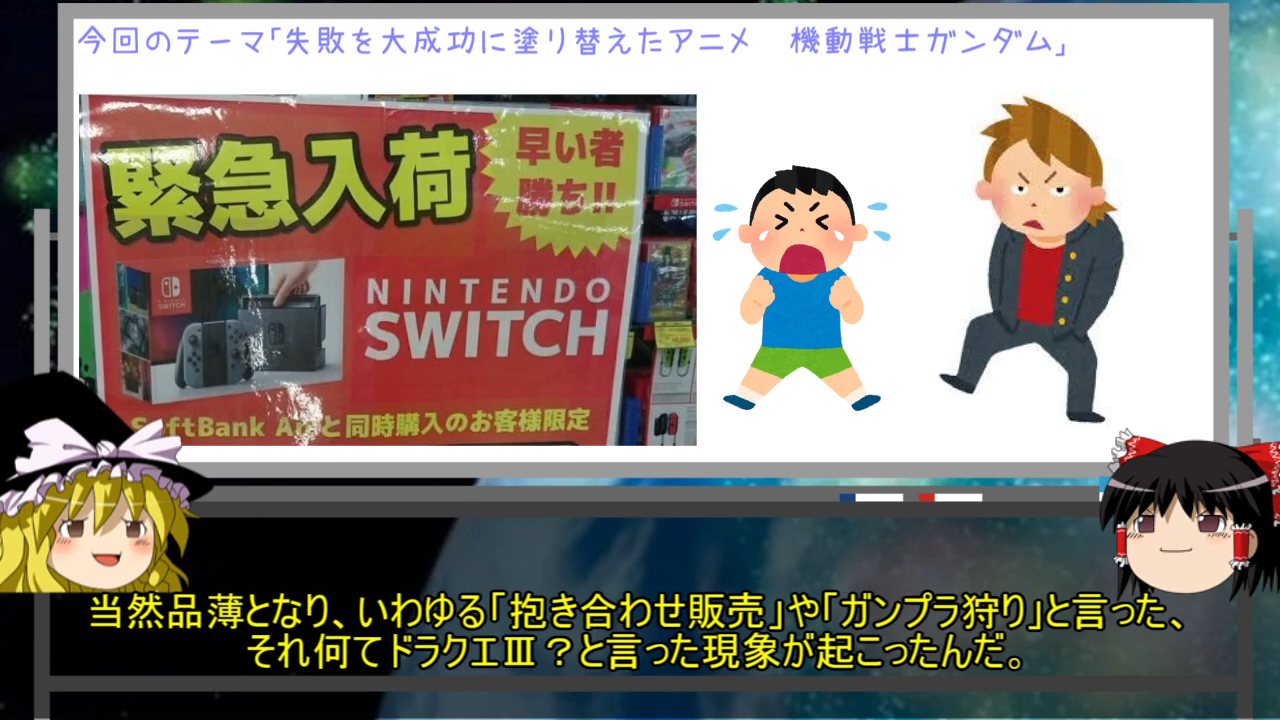 今回のテーマ「失敗を大成功に塗り替えたアニメ　機動戦士ガンダム」
緊急入荷
早い者
勝ち!!
NINTENDO
SWITCH
NINTENDO
SWITCH
と同時購入のお客様限定
当然品薄となり、いわゆる「抱き合わせ販売」や「ガンプラ狩り」と言った、
それ何てドラクエⅢ？と言った現象が起こったんだ。